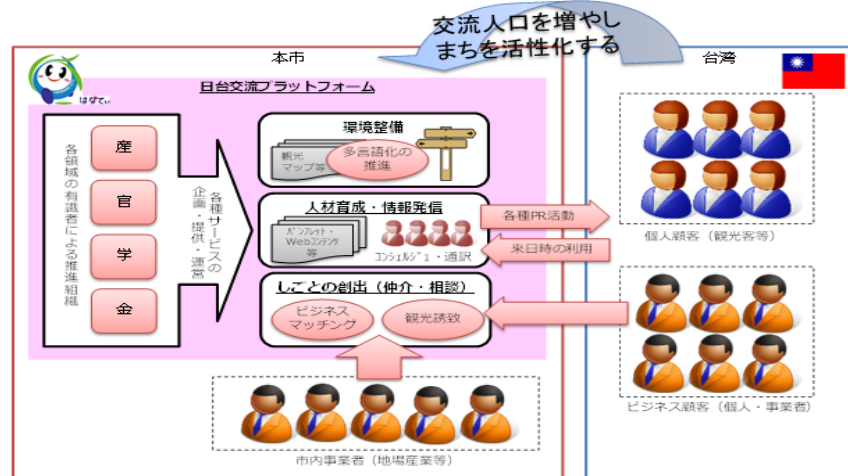 交流人口を増やし
まちを活性化する
本市
台湾
はなてぃ
日台交流プラットフォーム
各領域の有識者による推進組織
産
官
学
金
各種サービスの
企画・提供・運営
環境整備
観光
マップ等
多言語化の
推進
人材育成・情報発信
パンフレット・
Webコンテンツ
等
コンシェルジュ・通訳
しごとの創出（仲介・相談）
ビジネス
マッチング
観光誘致
各種PR活動
来日時の利用
個人顧客（観光客等）
ビジネス顧客（個人・事業者）
市内事業者（地場産業等）